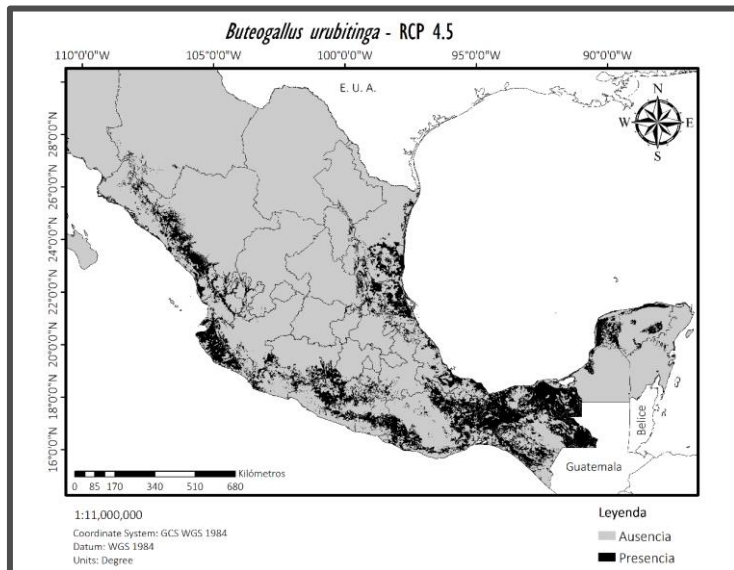 Buteogallus urubitinga - RCP 4.5
110°0'0"W 105°0'0"W 100°0'0"W 95°0'0"W 90°0'0"W
E. U. A.
N
W E
S
28°0'0"N
26°0'0"N
24°0'0"N
22°0'0"N
20°0'0"N
18°0'0"N
16°0'0"N
Belice
Guatemala
Kilómetros
0 85 170 340 510 680
1:11,000,000
Coordinate System: GCS WGS 1984
Datum: WGS 1984
Units: Degree
Leyenda
Ausencia
Presencia